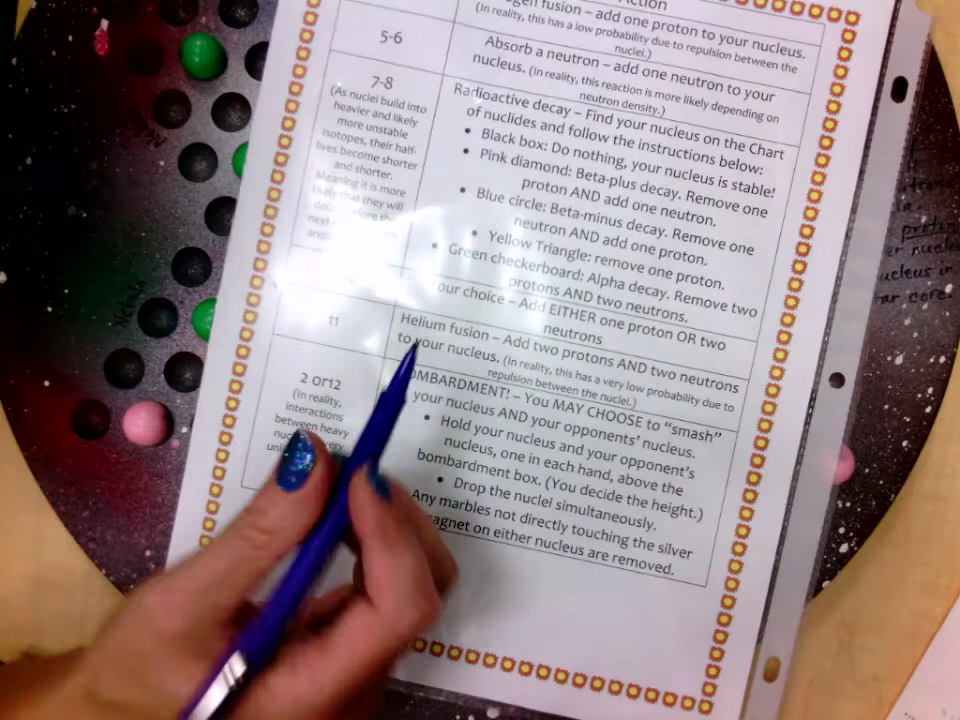 Action
fusion – add one proton to your nucleus.
(In reality, this has a low probability due to repulsion between the
nuclei.)
5-6
Absorb a neutron – add one neutron to your
nucleus. (In reality, this reaction is more likely depending on
neutron density.)
7-8
(As nuclei build into
heavier and likely
more unstable
isotopes, their half-
lives become shorter
and shorter.
Meaning it is more
likely that they will
next
Radioactive decay – Find your nucleus on the Chart
of nuclides and follow the instructions below:
• Black box: Do nothing, your nucleus is stable!
• Pink diamond: Beta-plus decay. Remove one
proton AND add one neutron.
• Blue circle: Beta-minus decay. Remove one
neutron AND add one proton.
• Yellow Triangle: remove one proton.
• Green checkerboard: Alpha decay. Remove two
protons AND two neutrons.
our choice – Add EITHER one proton OR two
neutrons
11
Helium fusion – Add two protons AND two neutrons
to your nucleus. (In reality, this has a very low probability due to
repulsion between the nuclei.)
2 or12
(In reality,
interactions
between heavy
OMBARDMENT! – You MAY CHOOSE to “smash”
your nucleus AND your opponents’ nucleus.
• Hold your nucleus and your opponent’s
nucleus, one in each hand, above the
bombardment box. (You decide the height.)
• Drop the nuclei simultaneously.
Any marbles not directly touching the silver
agnet on either nucleus are removed.
proton